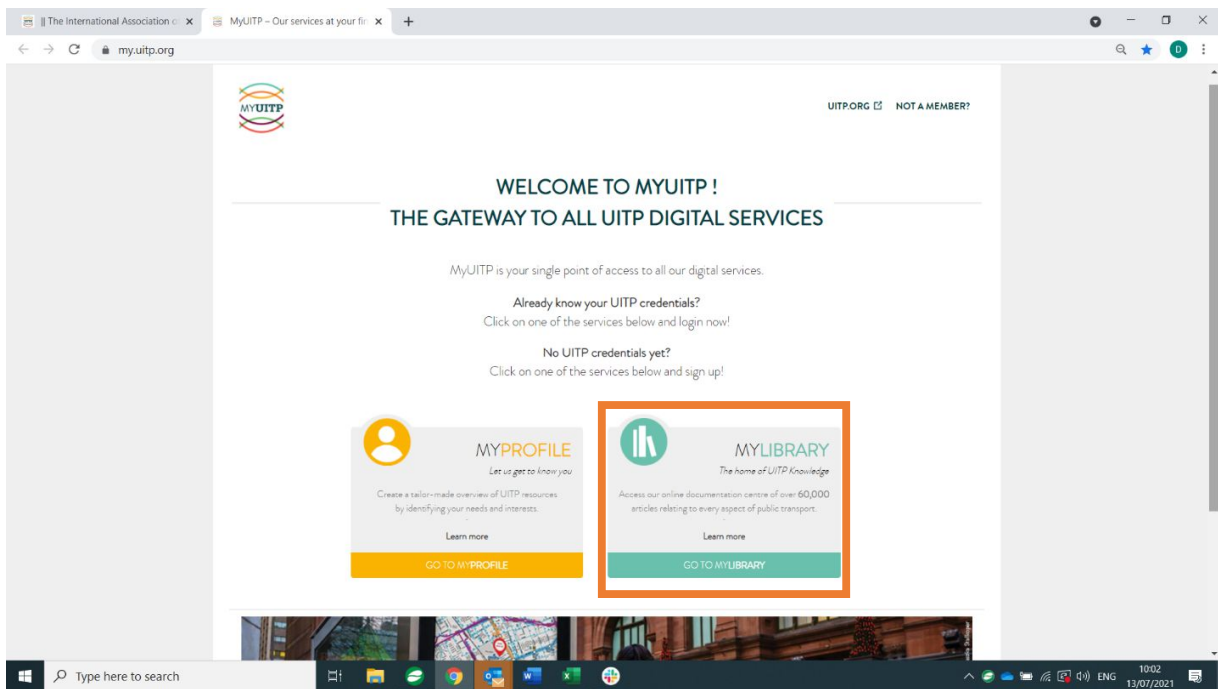 || The International Association o
MyUITP – Our services at your fin
my.uitp.org
D
MYUITP
UITP.ORG
NOT A MEMBER?
WELCOME TO MYUITP !
THE GATEWAY TO ALL UITP DIGITAL SERVICES
MyUITP is your single point of access to all our digital services.
Already know your UITP credentials?
Click on one of the services below and login now!
No UITP credentials yet?
Click on one of the services below and sign up!
MYPROFILE
Let us get to know you
Create a tailor-made overview of UITP resources
by identifying your needs and interests.
Learn more
GO TO MYPROFILE
MYLIBRARY
The home of UITP Knowledge
Access our online documentation centre of over 60,000
articles relating to every aspect of public transport.
Learn more
GO TO MYLIBRARY
Type here to search
ENG
10:02
13/07/2021